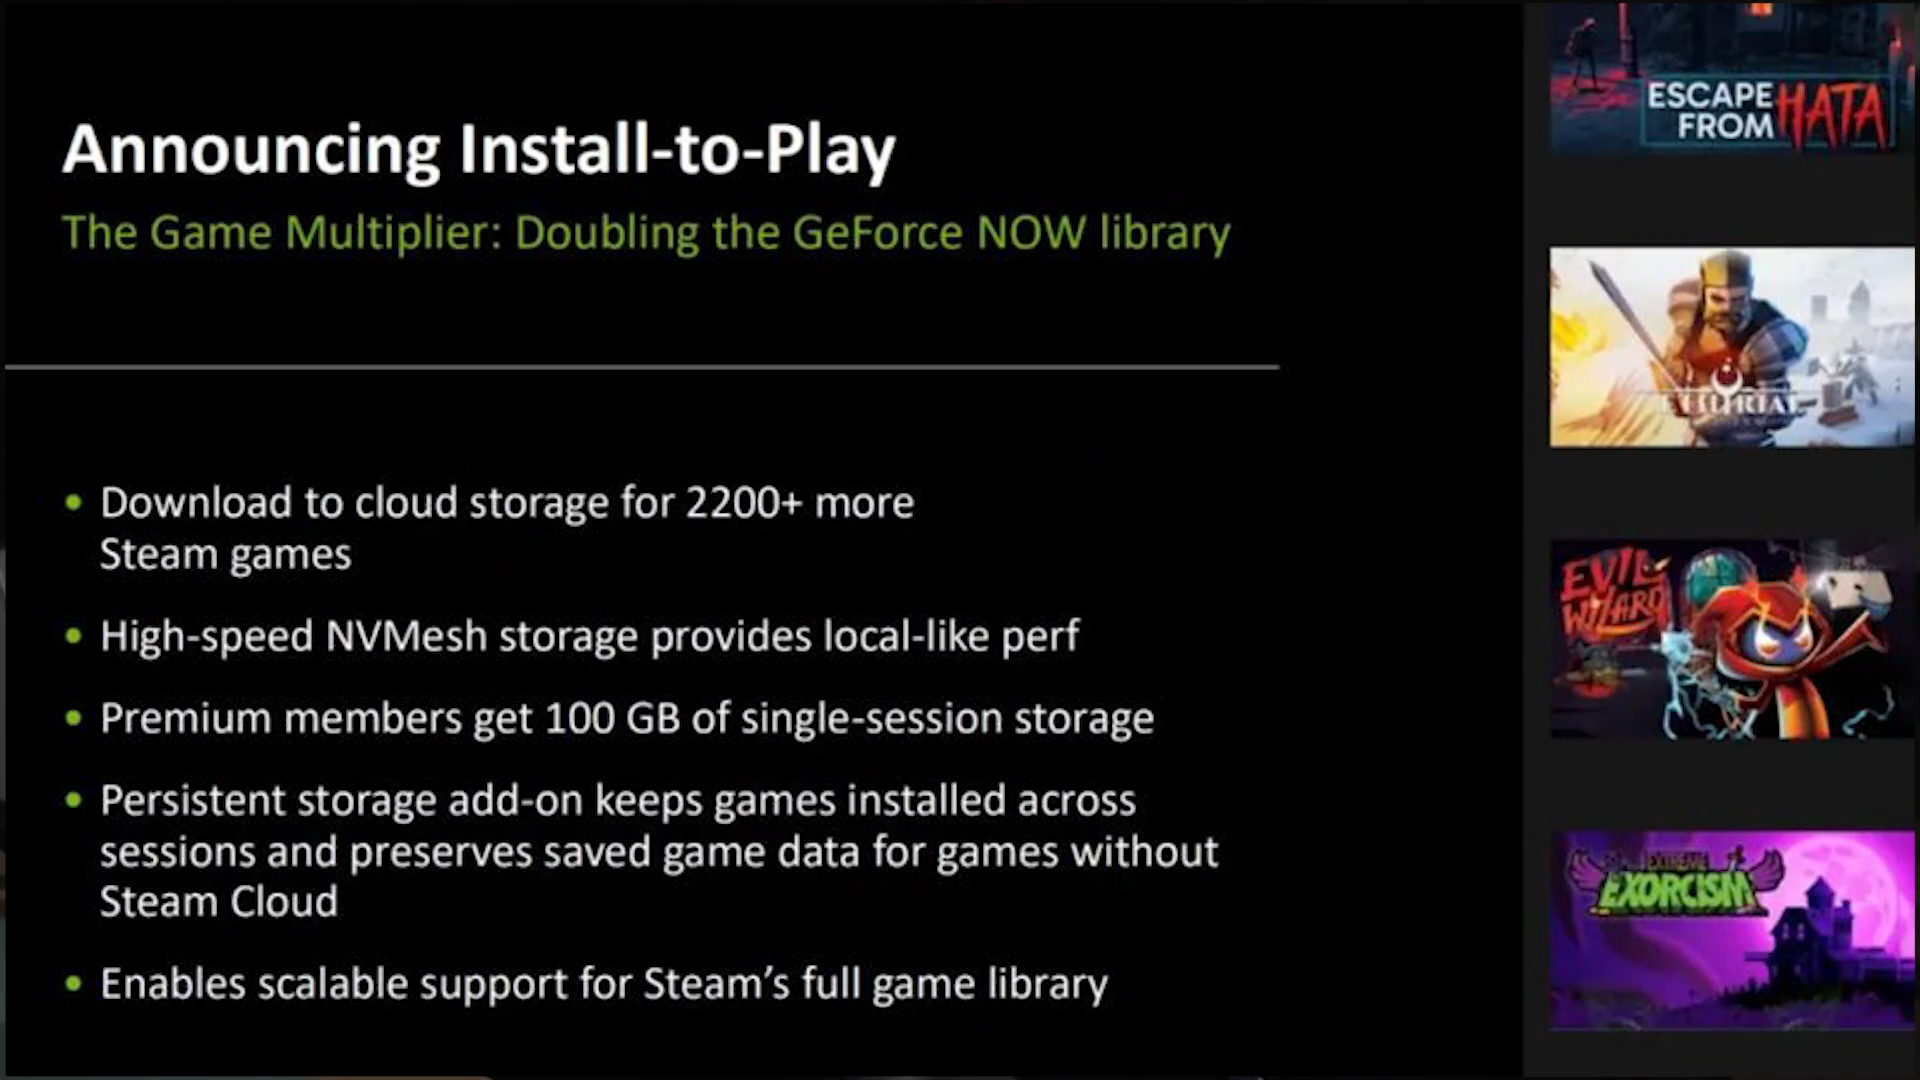 Announcing Install-to-Play
The Game Multiplier: Doubling the GeForce NOW library
• Download to cloud storage for 2200+ more
Steam games
• High-speed NVMesh storage provides local-like perf
• Premium members get 100 GB of single-session storage
• Persistent storage add-on keeps games installed across
sessions and preserves saved game data for games without
Steam Cloud
• Enables scalable support for Steam’s full game library
ESCAPE
FROM HATA
EVIL
WIZARD
EXTREME
EXORCISM